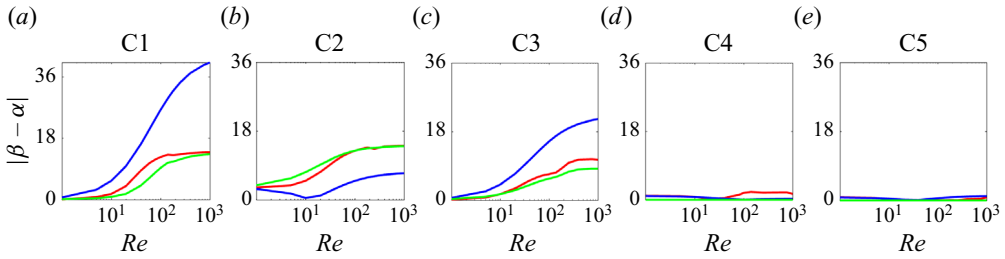 (a) (b) (c) (d) (e)
C1 C2 C3 C4 C5
36 36 36 36 36
|β − α|
18 18 18 18 18
0 0 0 0 0
10¹ 10² 10³ 10¹ 10² 10³ 10¹ 10² 10³ 10¹ 10² 10³ 10¹ 10² 10³
Re Re Re Re Re